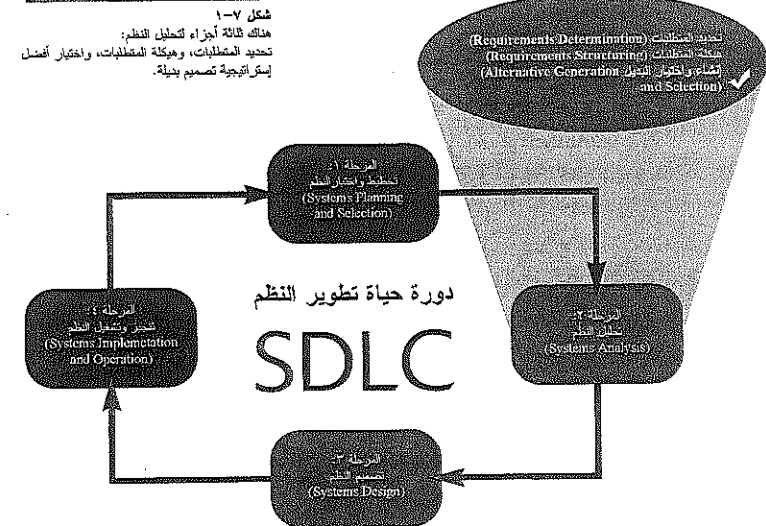 شكل ٧-١
هناك ثلاثة أجزاء لتحليل النظم:
تحديد المتطلبات، وهيكلة المتطلبات، واختيار أفضل
إستراتيجية تصميم بديلة.
تحديد المتطلبات (Requirements Determination)
هيكلة المتطلبات (Requirements Structuring)
إنشاء واختيار البديل (Alternative Generation
and Selection)
المرحلة ١-
تخطيط واختيار النظم
(Systems Planning
and Selection)
المرحلة ٢-
تحليل النظم
(Systems Analysis)
المرحلة ٣-
تصميم النظم
(Systems Design)
المرحلة ٤-
وتشغيل النظم
(Systems Implemetation
and Operation)
دورة حياة تطوير النظم
SDLC